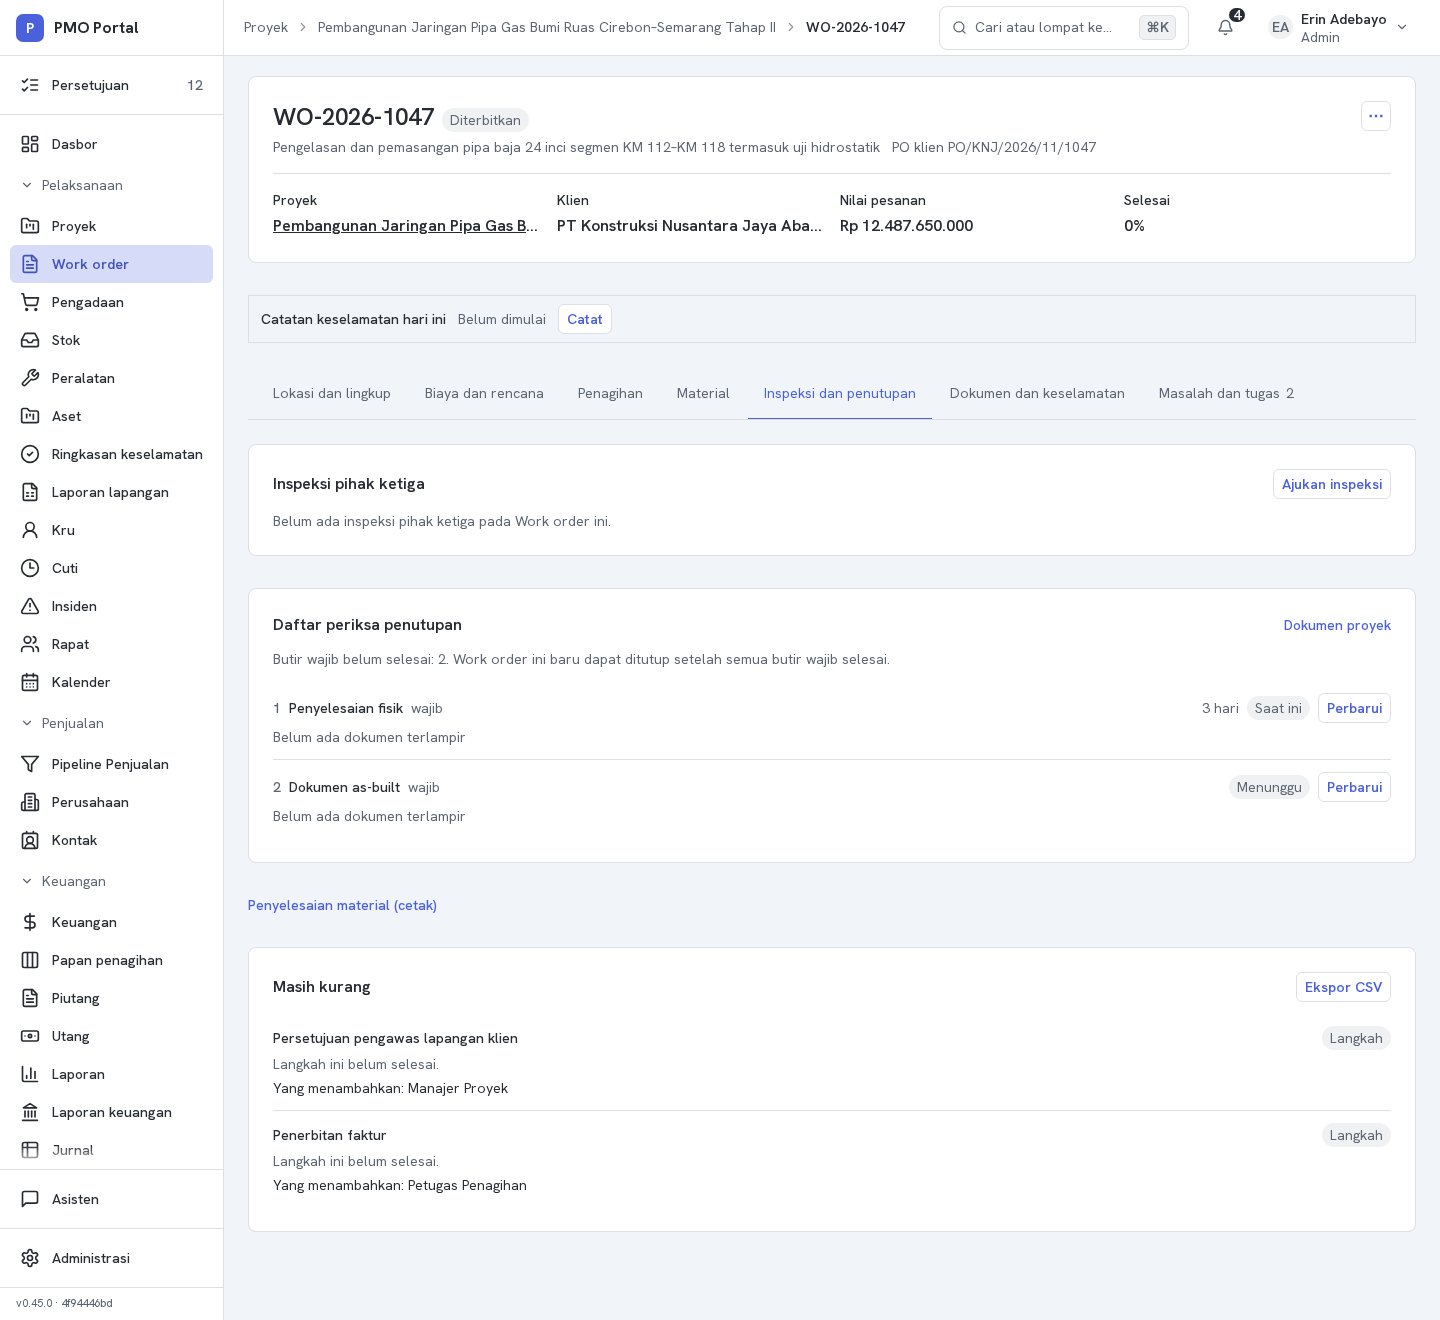 P PMO Portal
Proyek > Pembangunan Jaringan Pipa Gas Bumi Ruas Cirebon–Semarang Tahap II > WO-2026-1047
Cari atau lompat ke... ⌘K
4
EA Erin Adebayo
Admin
Persetujuan 12
Dasbor
Pelaksanaan
Proyek
Work order
Pengadaan
Stok
Peralatan
Aset
Ringkasan keselamatan
Laporan lapangan
Kru
Cuti
Insiden
Rapat
Kalender
Penjualan
Pipeline Penjualan
Perusahaan
Kontak
Keuangan
Keuangan
Papan penagihan
Piutang
Utang
Laporan
Laporan keuangan
Jurnal
Asisten
Administrasi
v0.45.0 · 4f94446bd
WO-2026-1047 Diterbitkan
Pengelasan dan pemasangan pipa baja 24 inci segmen KM 112–KM 118 termasuk uji hidrostatik PO klien PO/KNJ/2026/11/1047
Proyek Klien Nilai pesanan Selesai
Pembangunan Jaringan Pipa Gas B... PT Konstruksi Nusantara Jaya Aba... Rp 12.487.650.000 0%
Catatan keselamatan hari ini Belum dimulai Catat
Lokasi dan lingkup Biaya dan rencana Penagihan Material Inspeksi dan penutupan Dokumen dan keselamatan Masalah dan tugas 2
Inspeksi pihak ketiga Ajukan inspeksi
Belum ada inspeksi pihak ketiga pada Work order ini.
Daftar periksa penutupan Dokumen proyek
Butir wajib belum selesai: 2. Work order ini baru dapat ditutup setelah semua butir wajib selesai.
1 Penyelesaian fisik wajib 3 hari Saat ini Perbarui
Belum ada dokumen terlampir
2 Dokumen as-built wajib Menunggu Perbarui
Belum ada dokumen terlampir
Penyelesaian material (cetak)
Masih kurang Ekspor CSV
Persetujuan pengawas lapangan klien Langkah
Langkah ini belum selesai.
Yang menambahkan: Manajer Proyek
Penerbitan faktur Langkah
Langkah ini belum selesai.
Yang menambahkan: Petugas Penagihan